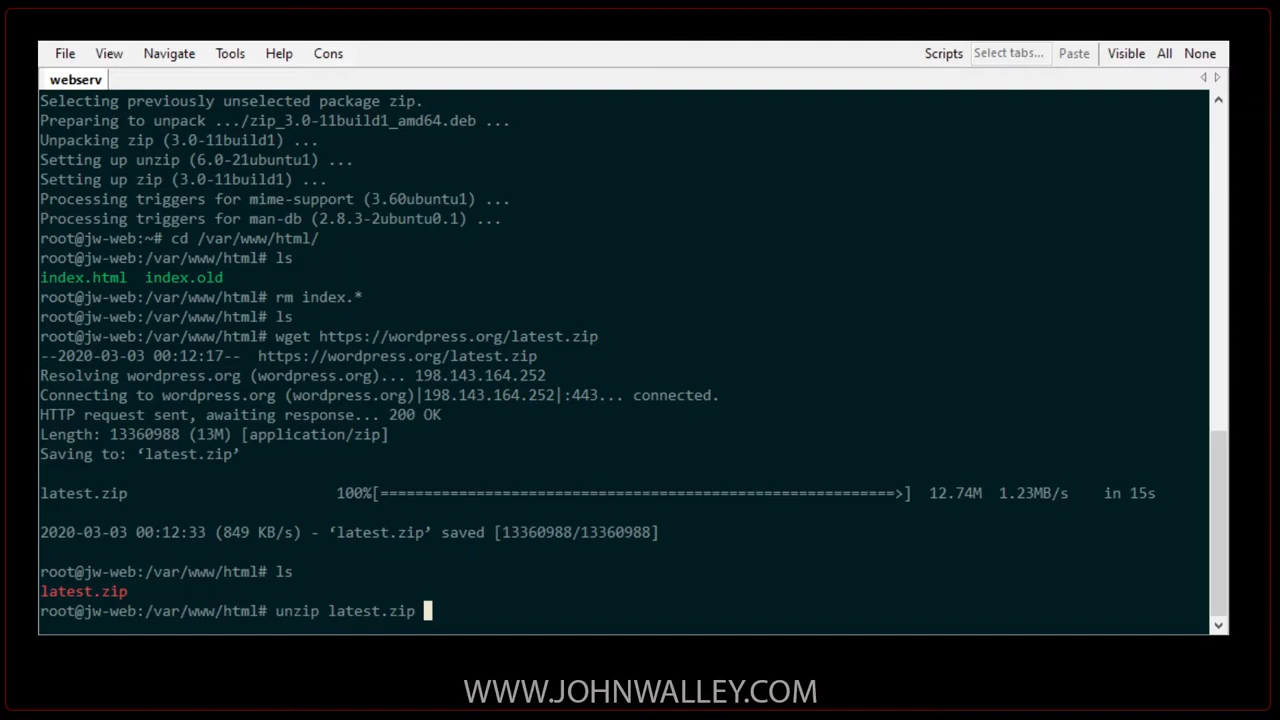 File View Navigate Tools Help Cons Scripts Select tabs... Paste Visible All None
webserv
Selecting previously unselected package zip.
Preparing to unpack .../zip_3.0-11build1_amd64.deb ...
Unpacking zip (3.0-11build1) ...
Setting up unzip (6.0-21ubuntu1) ...
Setting up zip (3.0-11build1) ...
Processing triggers for mime-support (3.60ubuntu1) ...
Processing triggers for man-db (2.8.3-2ubuntu0.1) ...
root@jw-web:~# cd /var/www/html/
root@jw-web:/var/www/html# ls
index.html  index.old
root@jw-web:/var/www/html# rm index.*
root@jw-web:/var/www/html# ls
root@jw-web:/var/www/html# wget https://wordpress.org/latest.zip
--2020-03-03 00:12:17--  https://wordpress.org/latest.zip
Resolving wordpress.org (wordpress.org)... 198.143.164.252
Connecting to wordpress.org (wordpress.org)|198.143.164.252|:443... connected.
HTTP request sent, awaiting response... 200 OK
Length: 13360988 (13M) [application/zip]
Saving to: ‘latest.zip’
latest.zip 100%[===========================================================>] 12.74M 1.23MB/s in 15s
2020-03-03 00:12:33 (849 KB/s) - ‘latest.zip’ saved [13360988/13360988]
root@jw-web:/var/www/html# ls
latest.zip
root@jw-web:/var/www/html# unzip latest.zip
WWW.JOHNWALLEY.COM